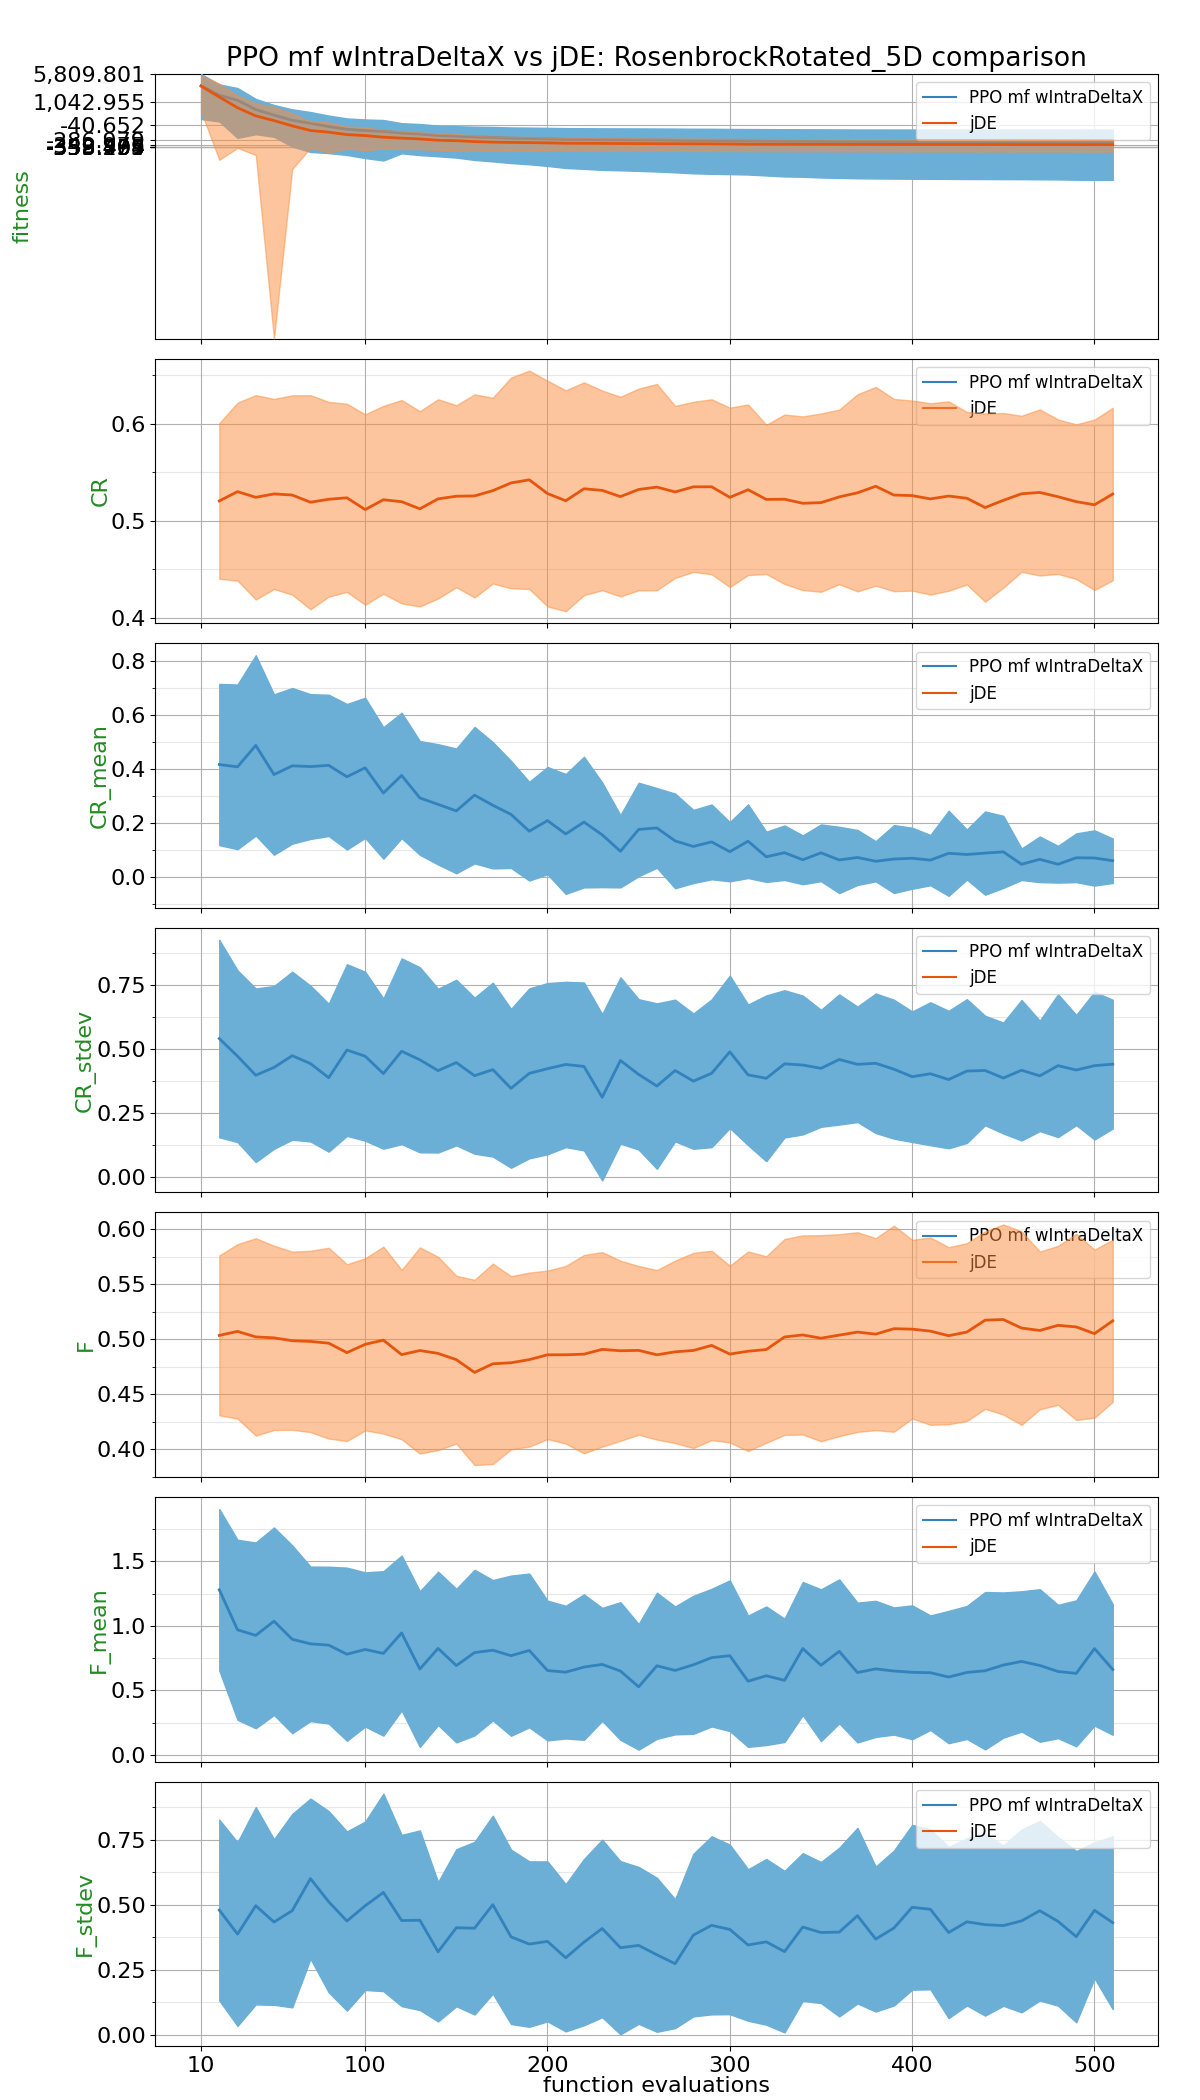 PPO mf wIntraDeltaX vs jDE: RosenbrockRotated_5D comparison
5,809.801
1,042.955
-40.652
fitness
PPO mf wIntraDeltaX
jDE
0.6
0.5
0.4
CR
PPO mf wIntraDeltaX
jDE
0.8
0.6
0.4
0.2
0.0
CR_mean
PPO mf wIntraDeltaX
jDE
0.75
0.50
0.25
0.00
CR_stdev
PPO mf wIntraDeltaX
jDE
0.60
0.55
0.50
0.45
0.40
F
PPO mf wIntraDeltaX
jDE
1.5
1.0
0.5
0.0
F_mean
PPO mf wIntraDeltaX
jDE
0.75
0.50
0.25
0.00
F_stdev
PPO mf wIntraDeltaX
jDE
10 100 200 300 400 500
function evaluations